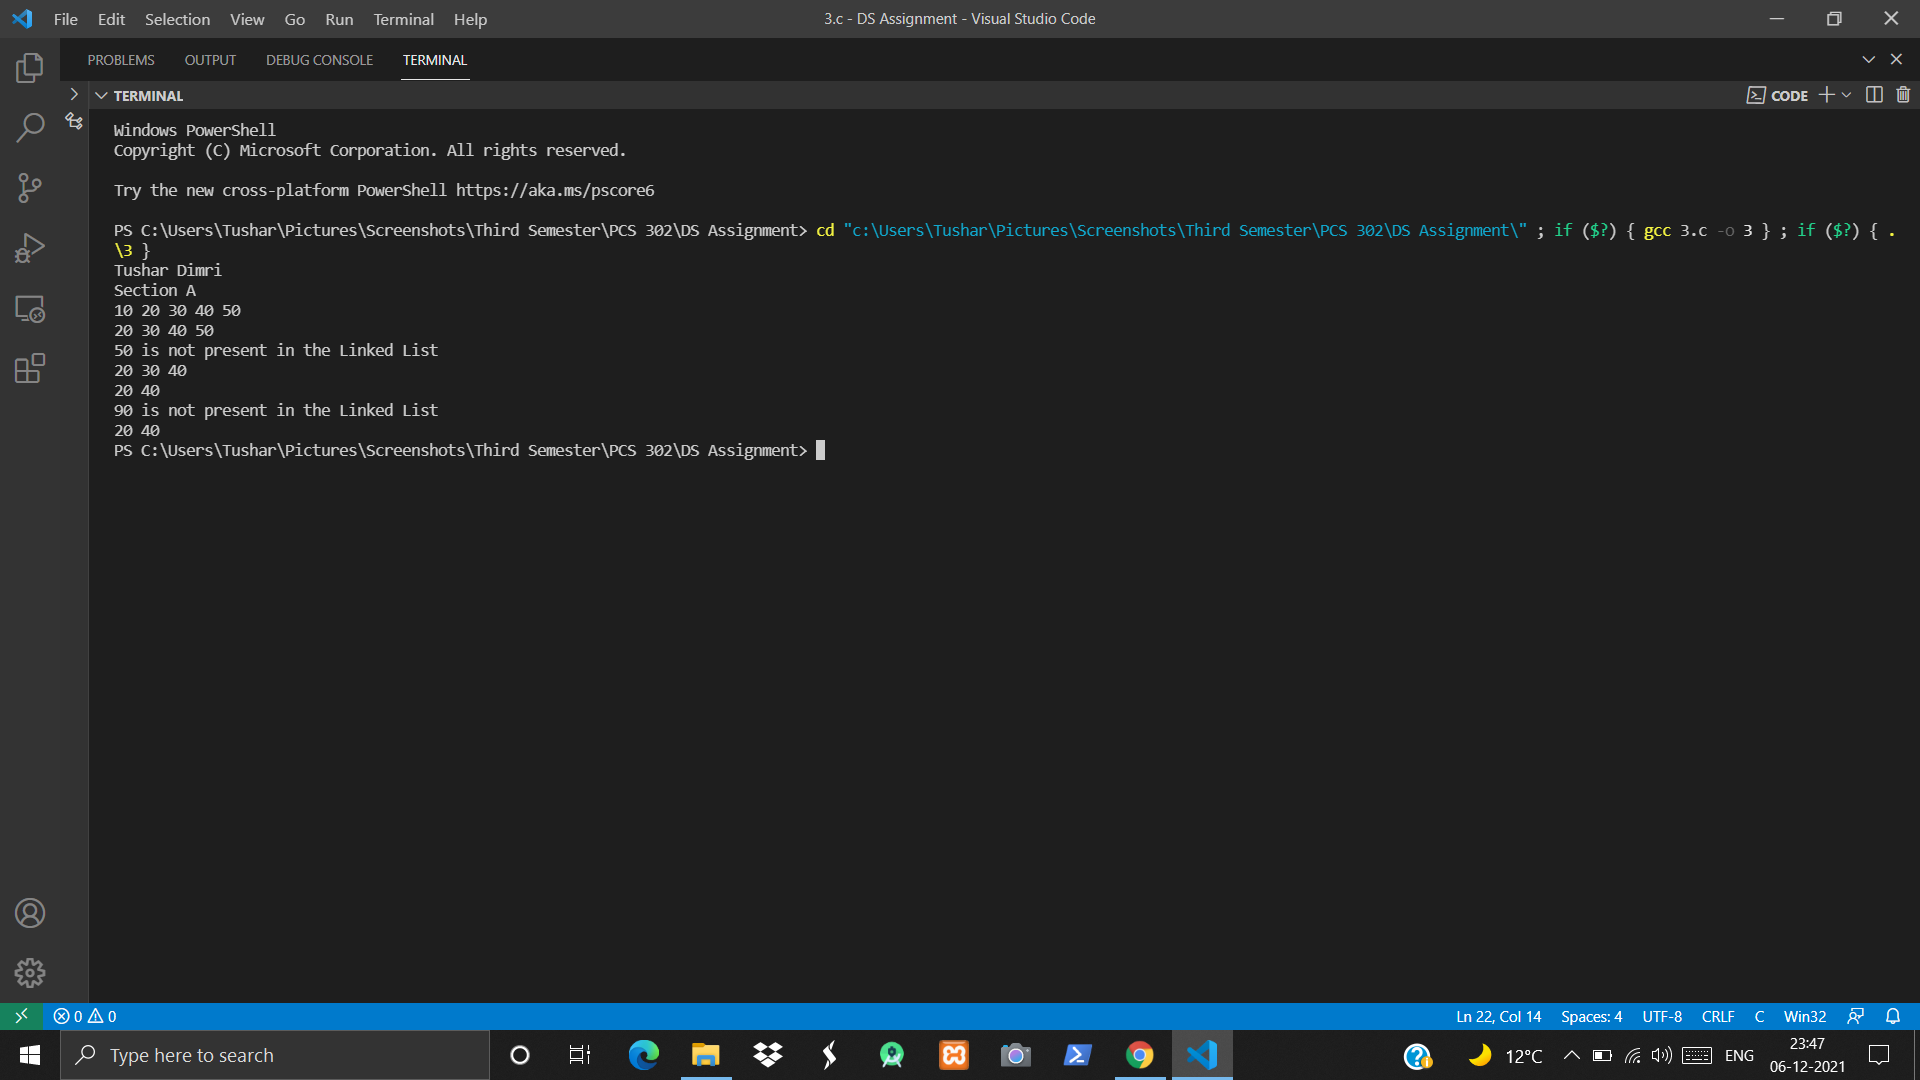 File Edit Selection View Go Run Terminal Help
3.c - DS Assignment - Visual Studio Code
PROBLEMS OUTPUT DEBUG CONSOLE TERMINAL
TERMINAL
CODE
Windows PowerShell
Copyright (C) Microsoft Corporation. All rights reserved.
Try the new cross-platform PowerShell https://aka.ms/pscore6
PS C:\Users\Tushar\Pictures\Screenshots\Third Semester\PCS 302\DS Assignment> cd "c:\Users\Tushar\Pictures\Screenshots\Third Semester\PCS 302\DS Assignment\" ; if ($?) { gcc 3.c -o 3 } ; if ($?) { .
\3 }
Tushar Dimri
Section A
10 20 30 40 50
20 30 40 50
50 is not present in the Linked List
20 30 40
20 40
90 is not present in the Linked List
20 40
PS C:\Users\Tushar\Pictures\Screenshots\Third Semester\PCS 302\DS Assignment>
0 0
Ln 22, Col 14 Spaces: 4 UTF-8 CRLF C Win32
Type here to search
12°C
ENG
23:47
06-12-2021